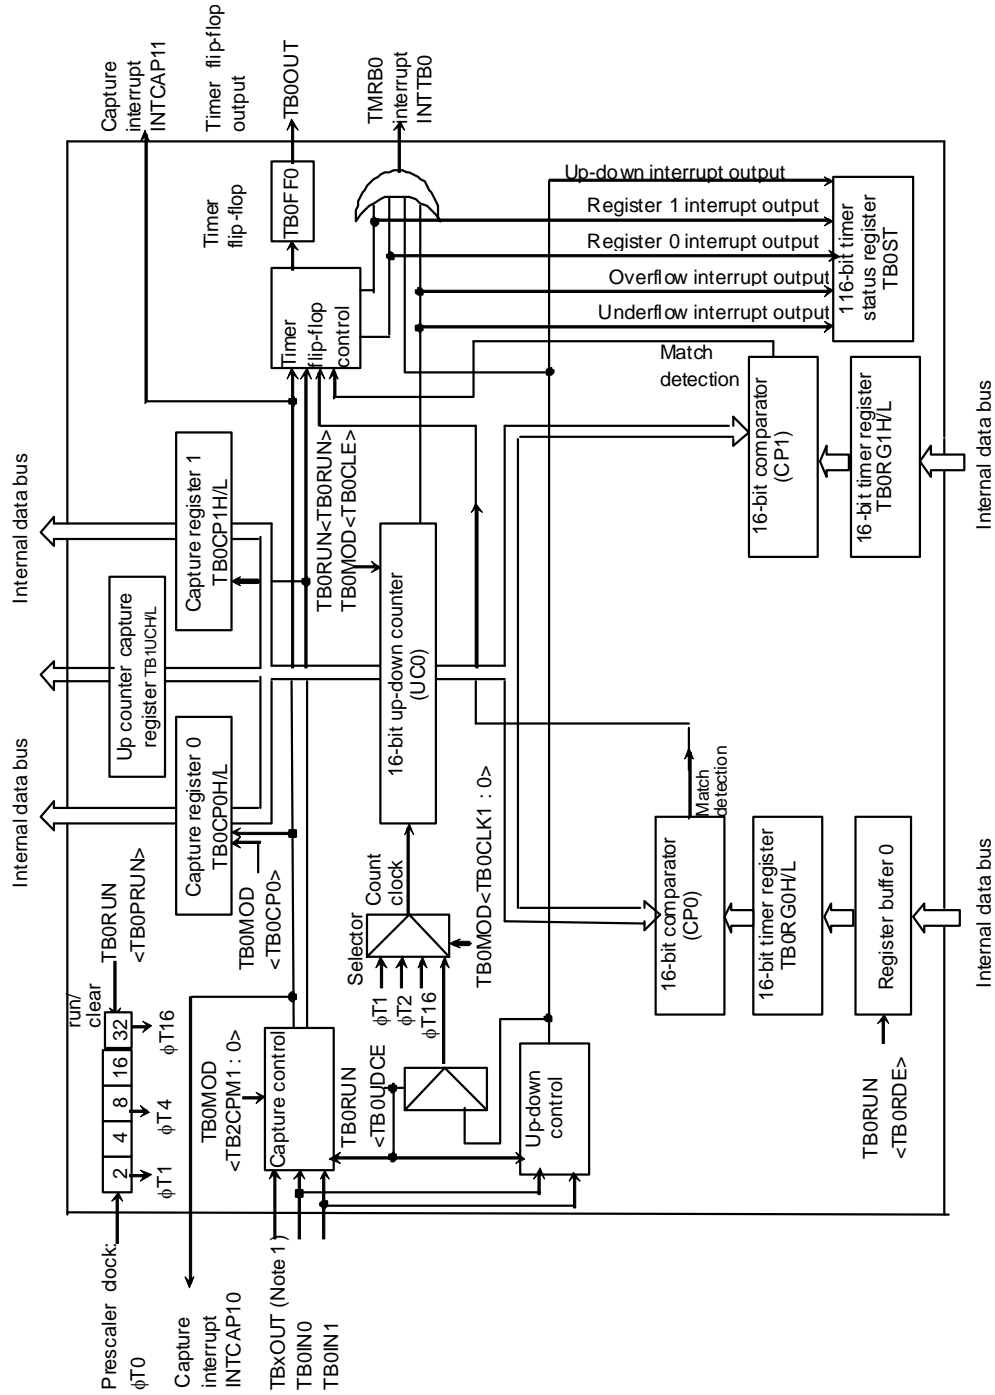 Prescaler dock:
φT0
2
4
8
16
32
φT1
φT4
φT16
run/
clear
TB0RUN
<TB0PRUN>
Capture
interrupt
INTCAP10
Internal data bus
Internal data bus
Capture register 0
TB0CP0H/L
TB0MOD
<TB0CP0>
Up counter capture
register TB1UCH/L
Capture register 1
TB0CP1H/L
Capture
interrupt
INTCAP11
TBxOUT (Note 1)
TB0IN0
TB0IN1
TB0MOD
<TB2CPM1 : 0>
Capture control
TB0RUN
<TB0UDCE
Up-down
control
Selector
φT1
φT2
φT16
Count
clock
TB0MOD<TB0CLK1 : 0>
16-bit up-down counter
(UC0)
TB0RUN<TB0RUN>
TB0MOD<TB0CLE>
Timer
flip-flop
control
Timer
flip-flop
TB0FF0
Timer flip-flop
output
TB0OUT
TMRB0
interrupt
INTTB0
Up-down interrupt output
Register 1 interrupt output
Register 0 interrupt output
Overflow interrupt output
Underflow interrupt output
116-bit timer
status register
TB0ST
Match
detection
16-bit comparator
(CP1)
16-bit timer register
TB0RG1H/L
Internal data bus
Match
detection
16-bit comparator
(CP0)
16-bit timer register
TB0RG0H/L
Register buffer 0
TB0RUN
<TB0RDE>
Internal data bus